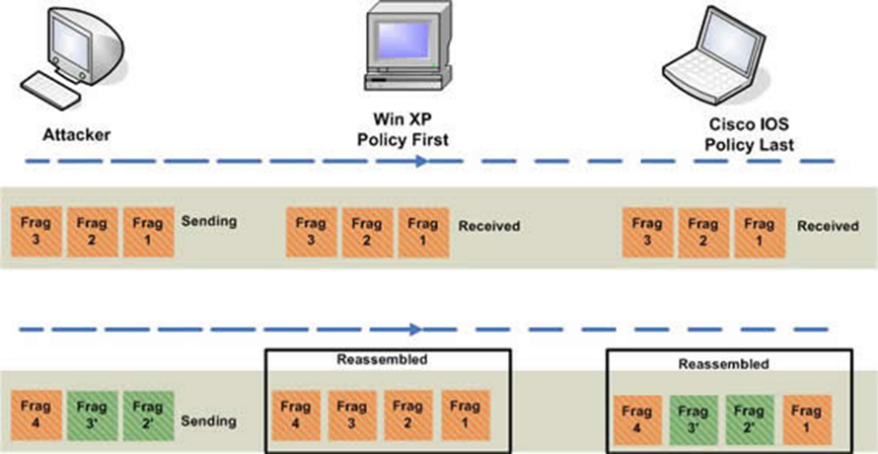 Attacker
Win XP
Policy First
Cisco IOS
Policy Last
Frag
3
Frag
2
Frag
1
Sending
Frag
3
Frag
2
Frag
1
Received
Frag
3
Frag
2
Frag
1
Received
Reassembled
Reassembled
Frag
4
Frag
3'
Frag
2'
Sending
Frag
4
Frag
3
Frag
2
Frag
1
Frag
4
Frag
3'
Frag
2'
Frag
1